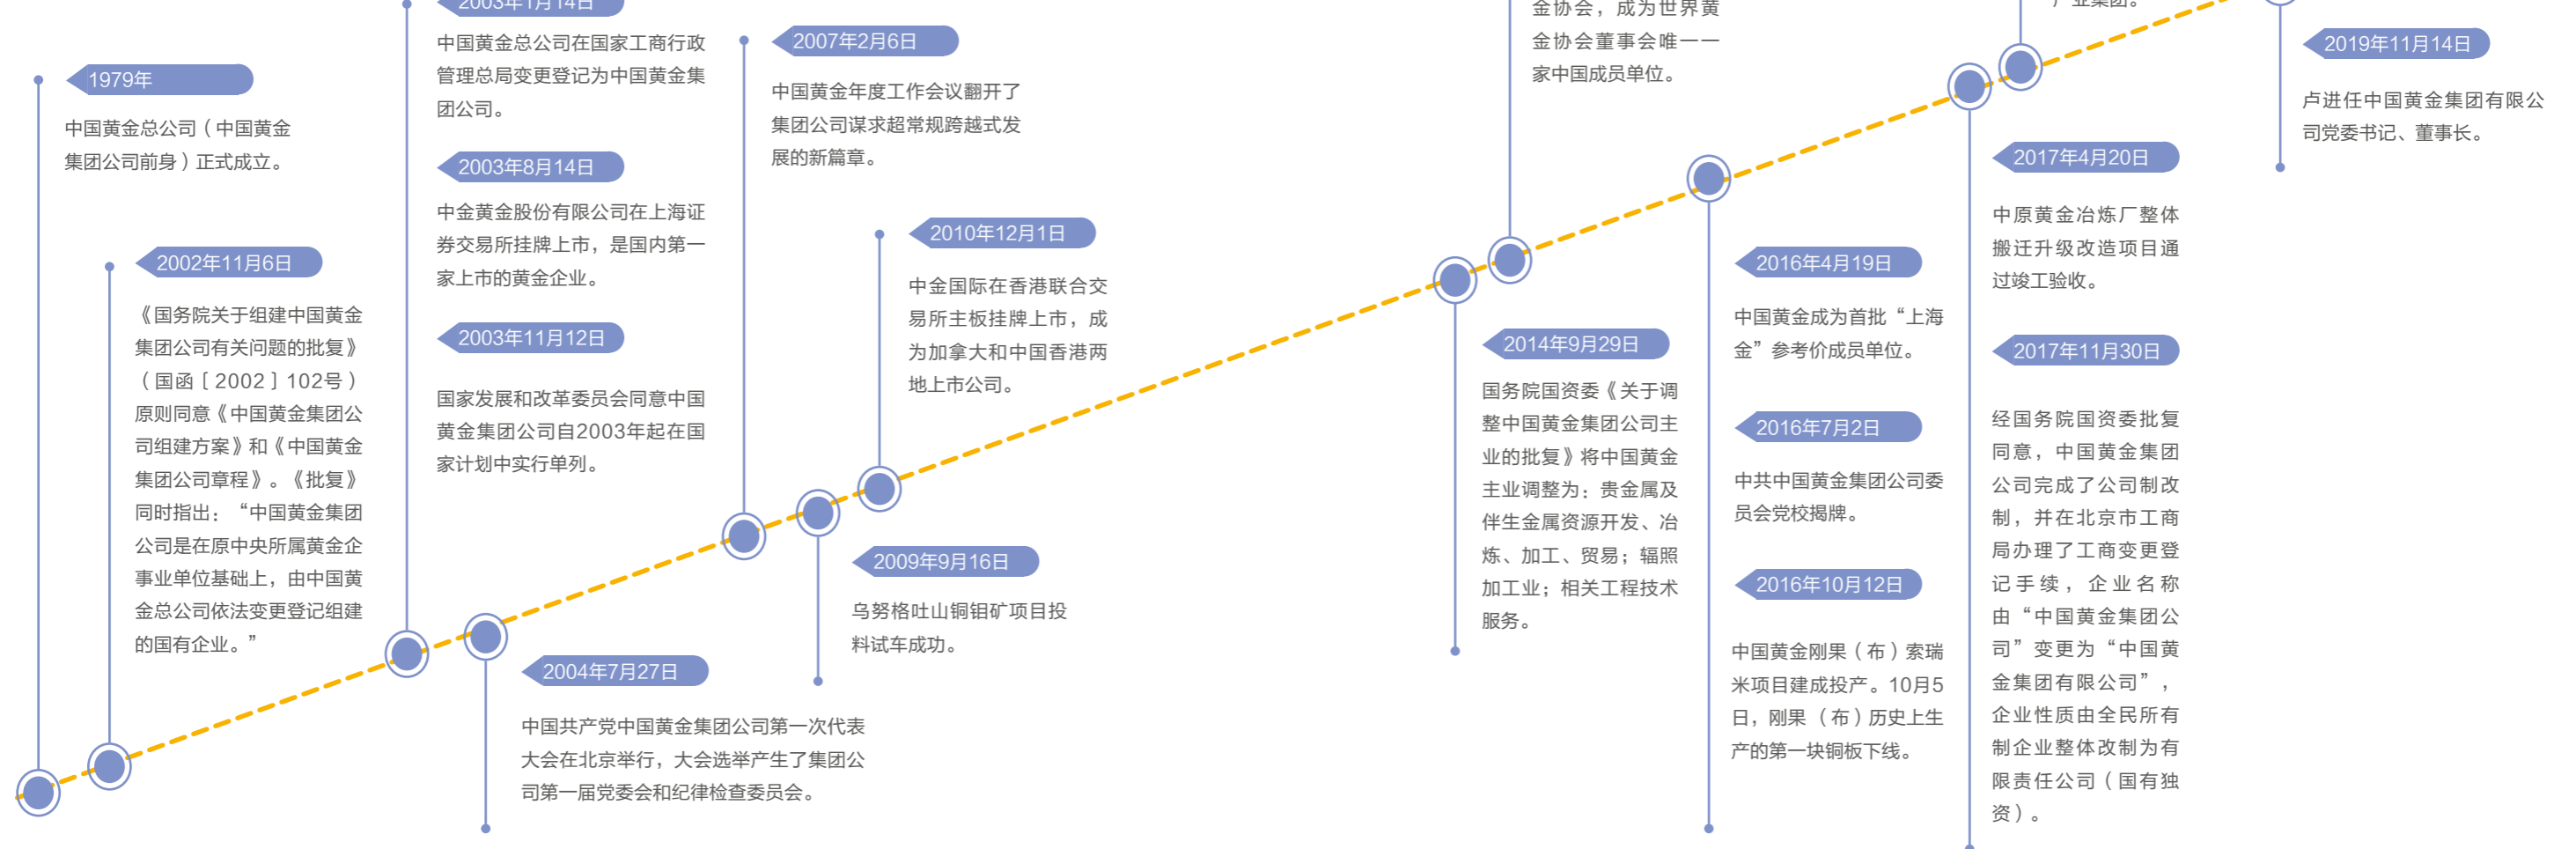 1979年
中国黄金总公司（中国黄金
集团公司前身）正式成立。
2002年11月6日
《国务院关于组建中国黄金
集团公司有关问题的批复》
（国函［2002］102号）
原则同意《中国黄金集团公
司组建方案》和《中国黄金
集团公司章程》。《批复》
同时指出：“中国黄金集团
公司是在原中央所属黄金企
事业单位基础上，由中国黄
金总公司依法变更登记组建
的国有企业。”
2003年1月14日
中国黄金总公司在国家工商行政
管理总局变更登记为中国黄金集
团公司。
2003年8月14日
中金黄金股份有限公司在上海证
券交易所挂牌上市，是国内第一
家上市的黄金企业。
2003年11月12日
国家发展和改革委员会同意中国
黄金集团公司自2003年起在国
家计划中实行单列。
2004年7月27日
中国共产党中国黄金集团公司第一次代表
大会在北京举行，大会选举产生了集团公
司第一届党委会和纪律检查委员会。
2007年2月6日
中国黄金年度工作会议翻开了
集团公司谋求超常规跨越式发
展的新篇章。
2009年9月16日
乌努格吐山铜钼矿项目投
料试车成功。
2010年12月1日
中金国际在香港联合交
易所主板挂牌上市，成
为加拿大和中国香港两
地上市公司。
2014年9月29日
国务院国资委《关于调
整中国黄金集团公司主
业的批复》将中国黄金
主业调整为：贵金属及
伴生金属资源开发、冶
炼、加工、贸易；辐照
加工业；相关工程技术
服务。
金协会，成为世界黄
金协会董事会唯一一
家中国成员单位。
2016年4月19日
中国黄金成为首批“上海
金”参考价成员单位。
2016年7月2日
中共中国黄金集团公司委
员会党校揭牌。
2016年10月12日
中国黄金刚果（布）索瑞
米项目建成投产。10月5
日，刚果（布）历史上生
产的第一块铜板下线。
2017年4月20日
中原黄金冶炼厂整体
搬迁升级改造项目通
过竣工验收。
2017年11月30日
经国务院国资委批复
同意，中国黄金集团
公司完成了公司制改
制，并在北京市工商
局办理了工商变更登
记手续，企业名称
由“中国黄金集团公
司”变更为“中国黄
金集团有限公司”，
企业性质由全民所有
制企业整体改制为有
限责任公司（国有独
资）。
产业集团。
2019年11月14日
卢进任中国黄金集团有限公
司党委书记、董事长。